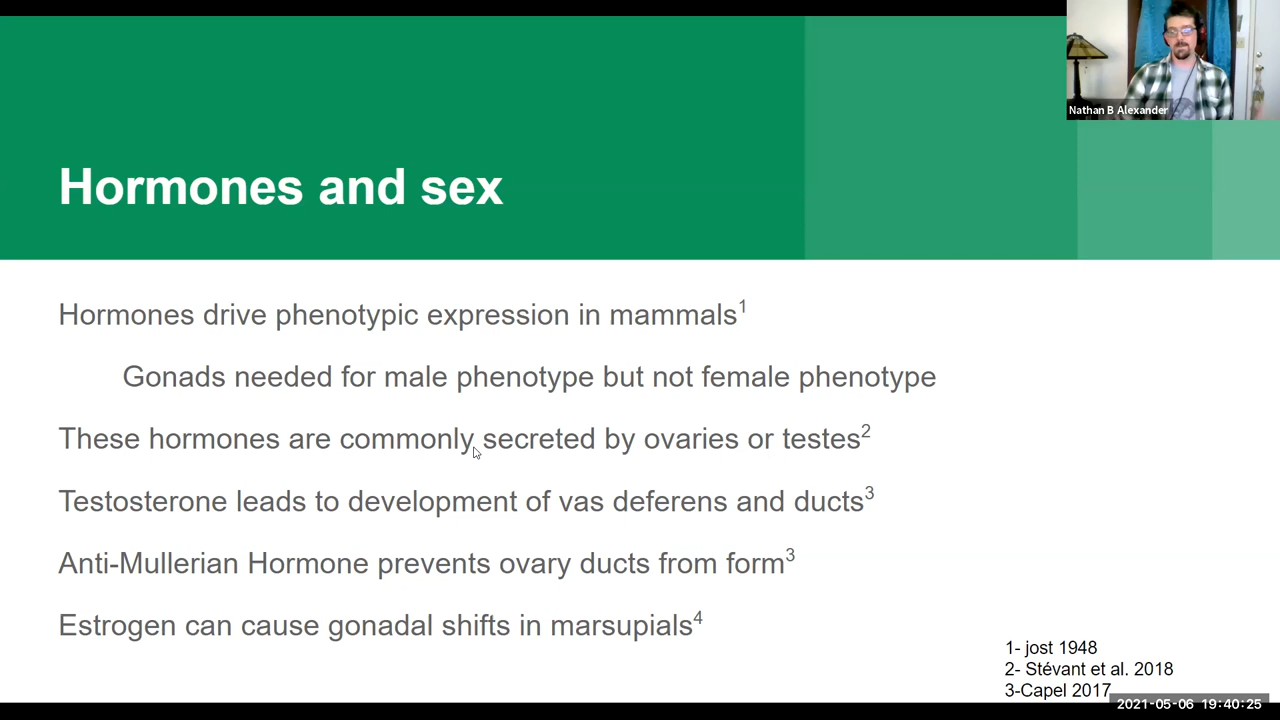 Nathan B Alexander
Hormones and sex
Hormones drive phenotypic expression in mammals1
Gonads needed for male phenotype but not female phenotype
These hormones are commonly secreted by ovaries or testes2
Testosterone leads to development of vas deferens and ducts3
Anti-Mullerian Hormone prevents ovary ducts from form3
Estrogen can cause gonadal shifts in marsupials4
1- jost 1948
2- Stévant et al. 2018
3-Capel 2017
2021-05-06 19:40:25